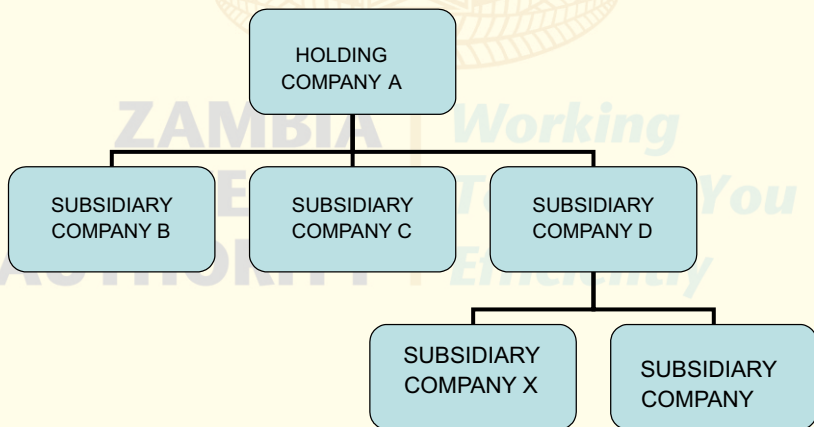 HOLDING
COMPANY A
ZAMBIA
Working
SUBSIDIARY
COMPANY B
SUBSIDIARY
COMPANY C
SUBSIDIARY
COMPANY D
You
AUTHORITY
Efficiently
SUBSIDIARY
COMPANY X
SUBSIDIARY
COMPANY